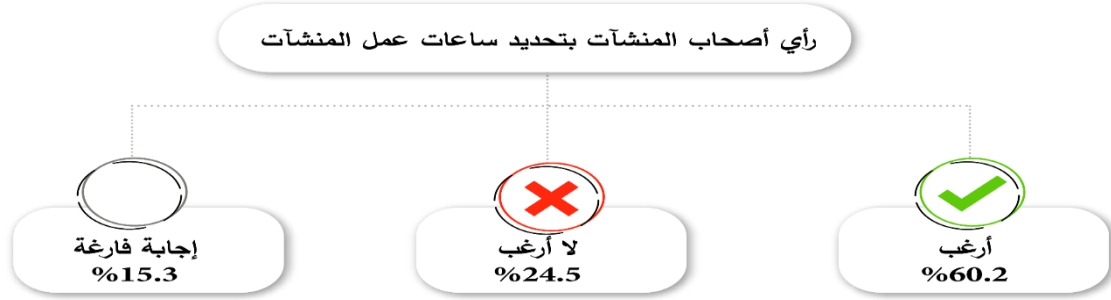 رأي أصحاب المنشآت بتحديد ساعات عمل المنشآت
أرغب
%60.2
لا أرغب
%24.5
إجابة فارغة
%15.3